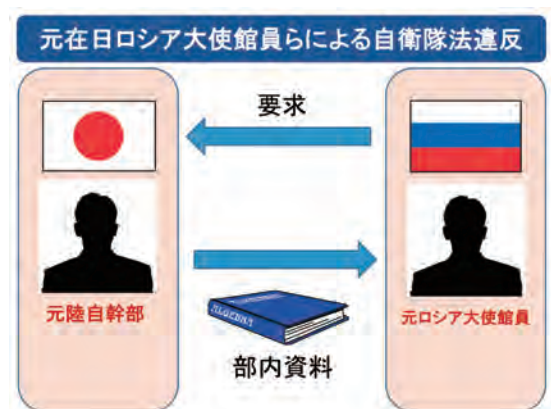 元在日ロシア大使館員らによる自衛隊法違反
要求
元陸自幹部
元ロシア大使館員
ALGEBRA
部内資料